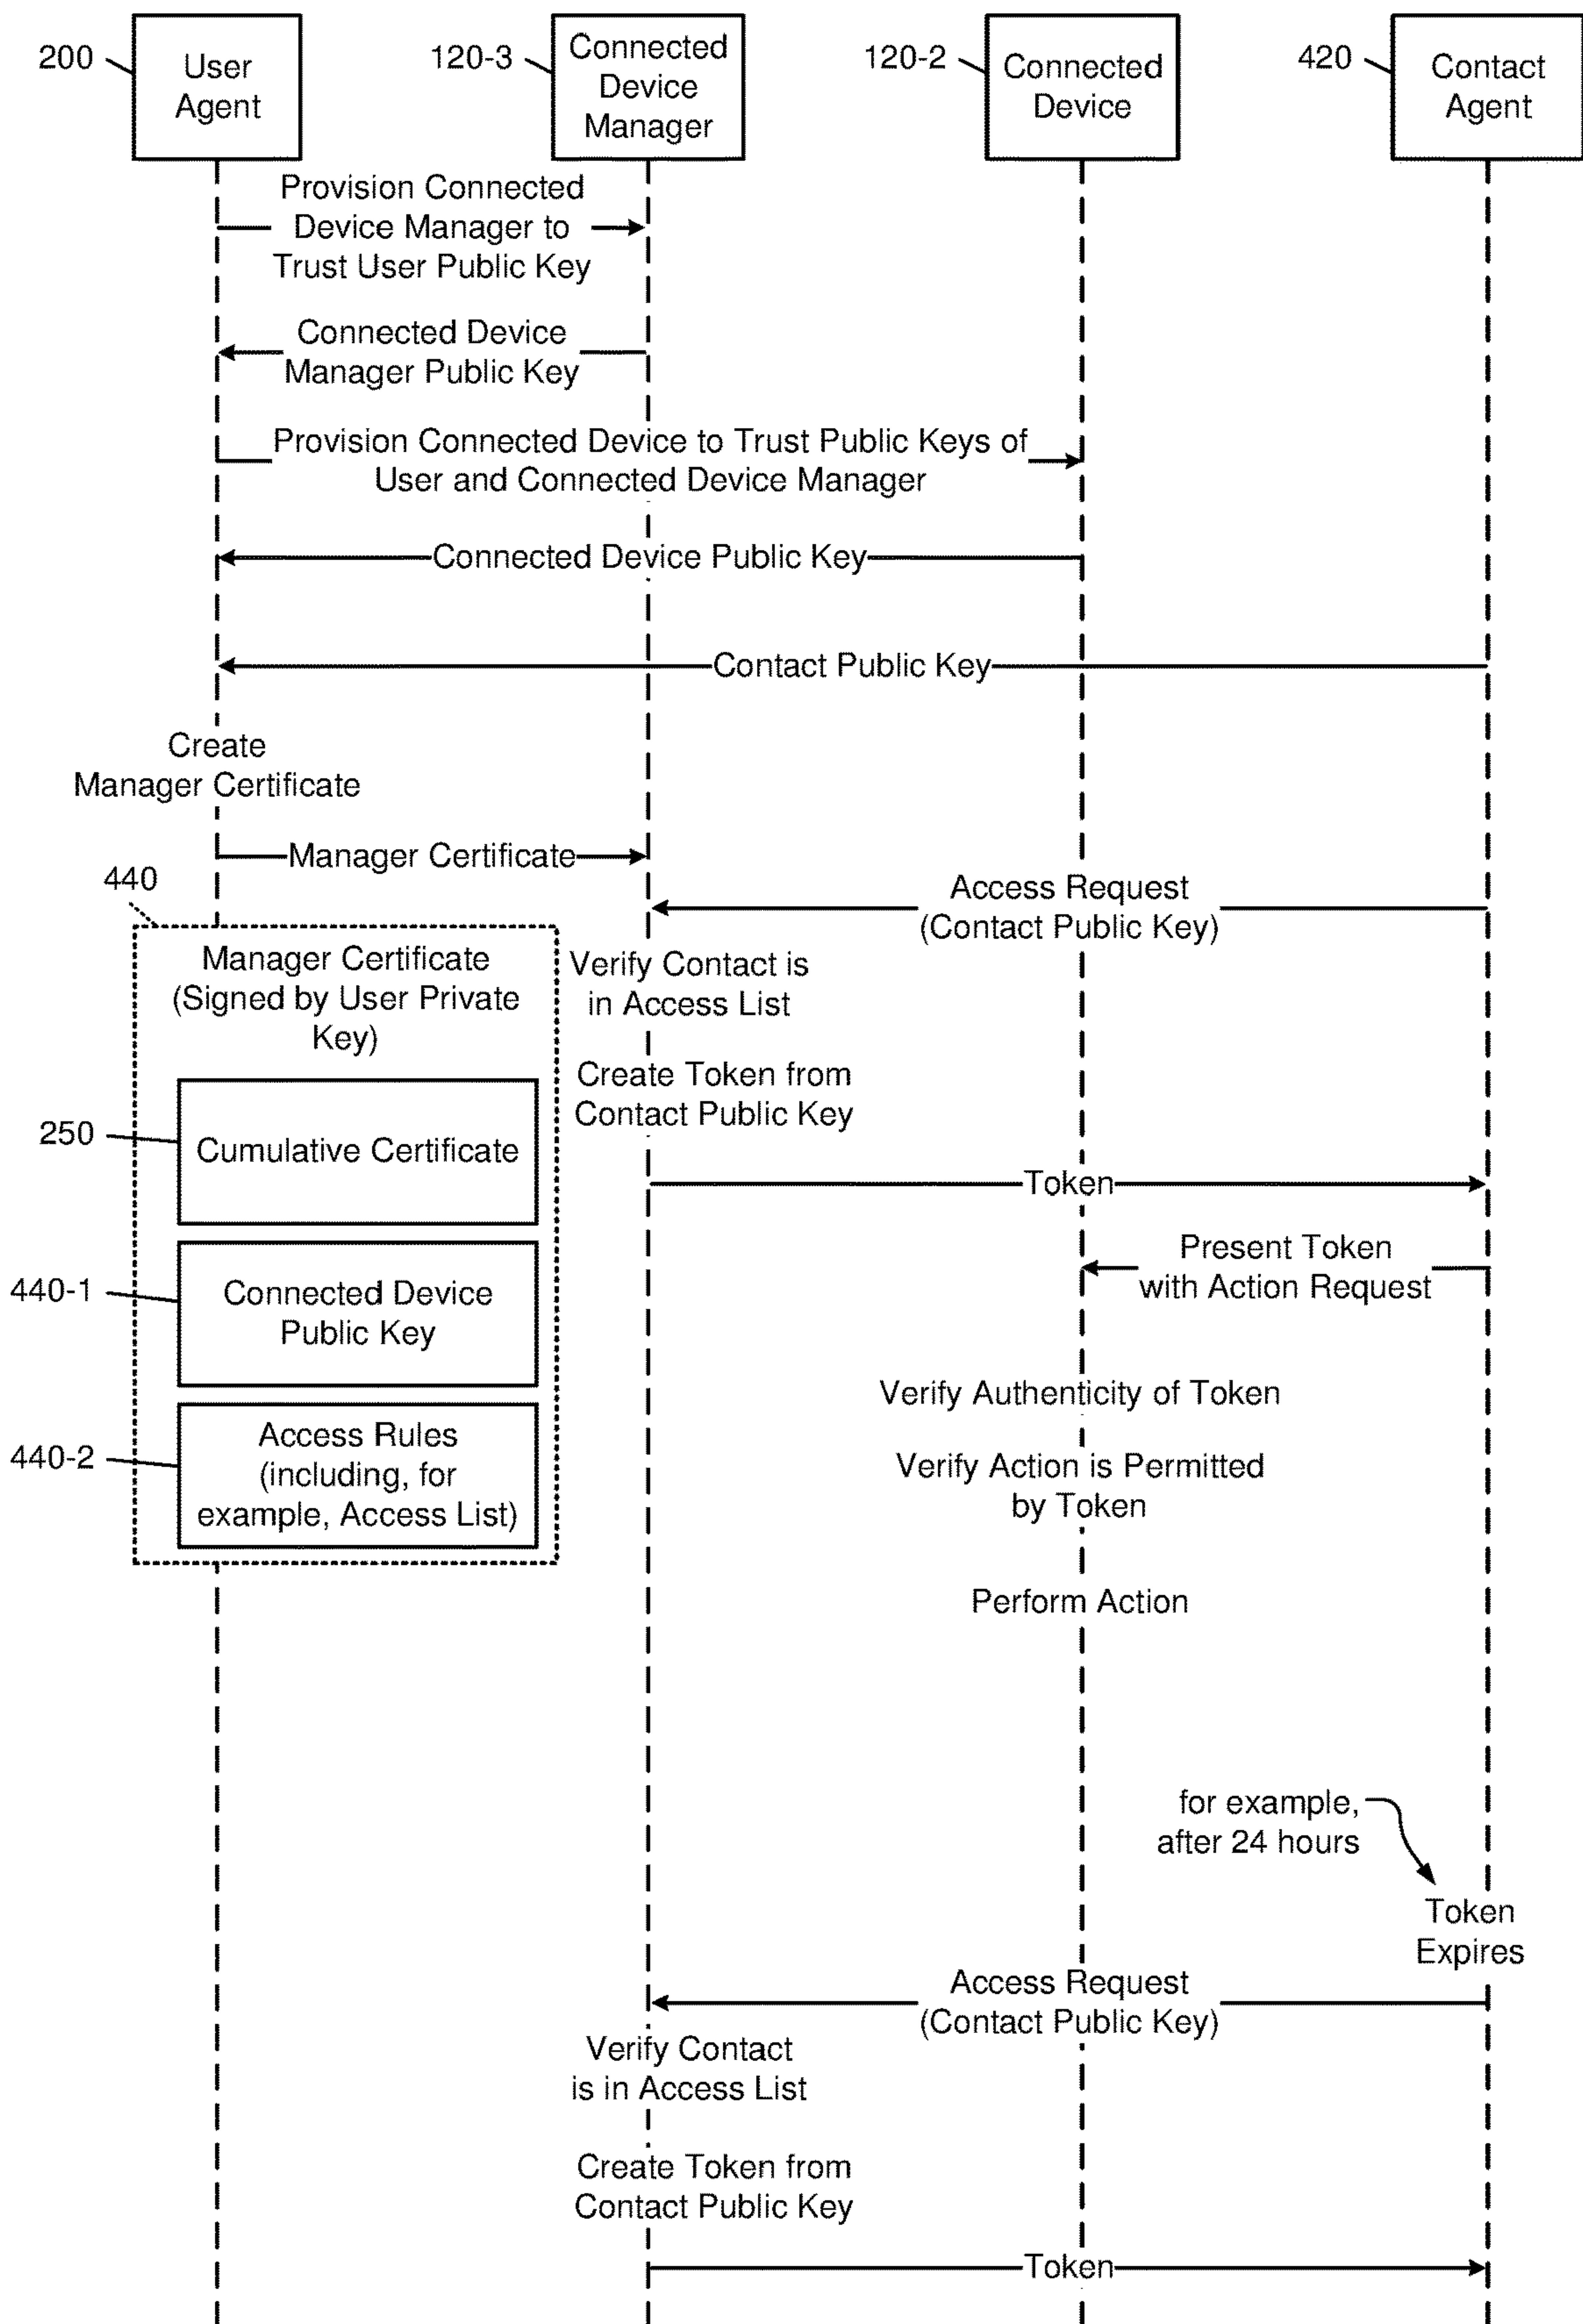 200
User
Agent
120-3
Connected
Device
Manager
120-2
Connected
Device
420
Contact
Agent
Provision Connected
Device Manager to
Trust User Public Key
Connected Device
Manager Public Key
Provision Connected Device to Trust Public Keys of
User and Connected Device Manager
Connected Device Public Key
Contact Public Key
Create
Manager Certificate
Manager Certificate
440
Access Request
(Contact Public Key)
Manager Certificate
(Signed by User Private
Key)
Verify Contact is
in Access List
Create Token from
Contact Public Key
250
Cumulative Certificate
Token
Present Token
with Action Request
440-1
Connected Device
Public Key
Verify Authenticity of Token
440-2
Access Rules
(including, for
example, Access List)
Verify Action is Permitted
by Token
Perform Action
for example,
after 24 hours
Token
Expires
Access Request
(Contact Public Key)
Verify Contact
is in Access List
Create Token from
Contact Public Key
Token